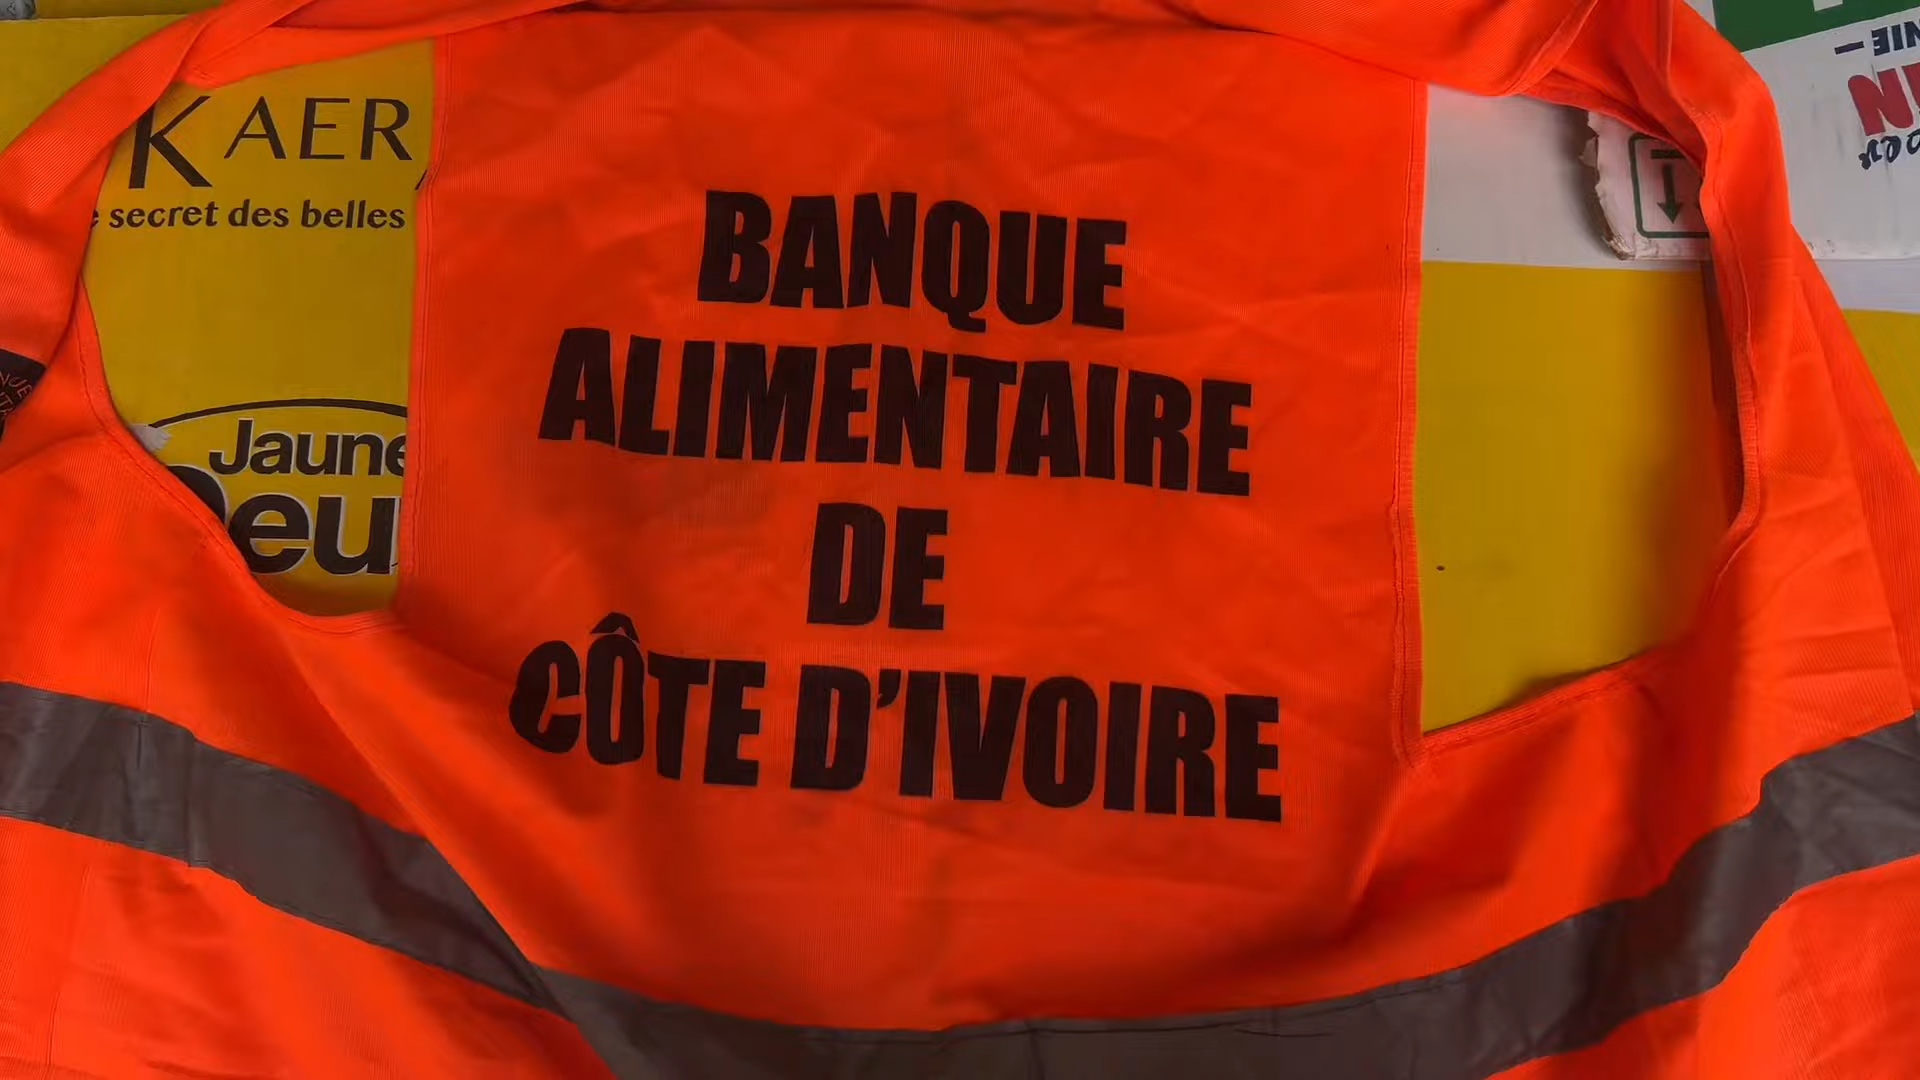 KAER
secret des belles
Jaune
BANQUE
ALIMENTAIRE
DE
CÔTE D'IVOIRE